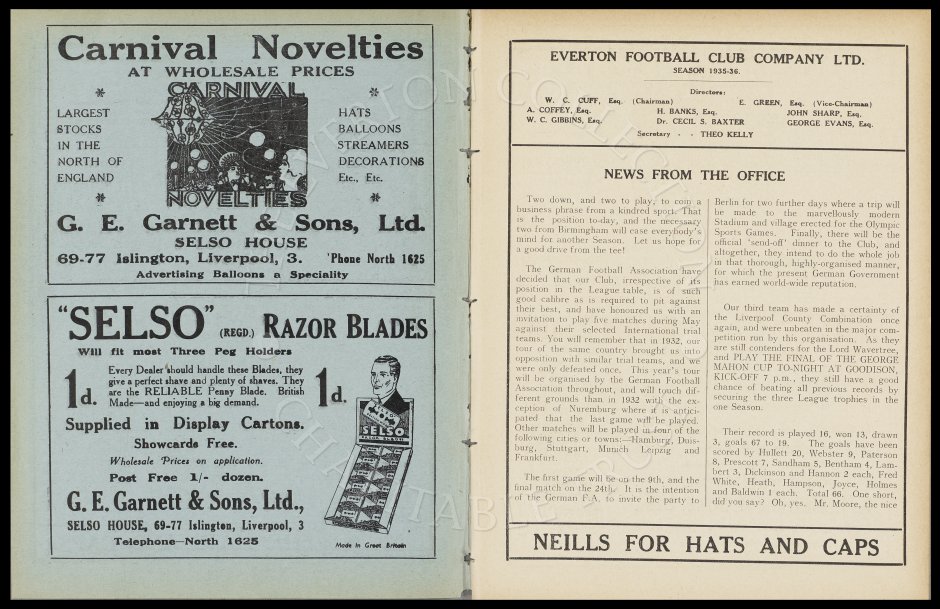 Carnival Novelties
AT WHOLESALE PRICES
LARGEST
STOCKS
IN THE
NORTH OF
ENGLAND
CARNIVAL
NOVELTIES
HATS
BALLOONS
STREAMERS
DECORATIONS
Etc., Etc.
G. E. Garnett & Sons, Ltd.
SELSO HOUSE
69-77 Islington, Liverpool, 3. 'Phone North 1625
Advertising Balloons a Speciality
"SELSO" (REGD.) RAZOR BLADES
Will fit most Three Peg Holders
1d.
Every Dealer should handle these Blades, they
give a perfect shave and plenty of shaves. They
are the RELIABLE Penny Blade. British
Made—and enjoying a big demand.
1d.
Supplied in Display Cartons.
Showcards Free.
Wholesale Prices on application.
Post Free 1/- dozen.
G. E. Garnett & Sons, Ltd.,
SELSO HOUSE, 69-77 Islington, Liverpool, 3
Telephone—North 1625
SELSO
RAZOR BLADES
Made in Great Britain
EVERTON FOOTBALL CLUB COMPANY LTD.
SEASON 1935-36.
Directors:
W. C. CUFF, Esq. (Chairman) E. GREEN, Esq. (Vice-Chairman)
A. COFFEY, Esq. H. BANKS, Esq. JOHN SHARP, Esq.
W. C. GIBBINS, Esq. Dr. CECIL S. BAXTER GEORGE EVANS, Esq.
Secretary - - THEO KELLY
NEWS FROM THE OFFICE
Two down, and two to play, to coin a
business phrase from a kindred sport. That
is the position to-day, and the necessary
two from Birmingham will ease everybody's
mind for another Season. Let us hope for
a good drive from the tee!
The German Football Association have
decided that our Club, irrespective of its
position in the League table, is of such
good calibre as is required to pit against
their best, and have honoured us with an
invitation to play five matches during May
against their selected International trial
teams. You will remember that in 1932, our
tour of the same country brought us into
opposition with similar trial teams, and we
were only defeated once. This year's tour
will be organised by the German Football
Association throughout, and will touch dif-
ferent grounds than in 1932 with the ex-
ception of Nuremburg where it is antici-
pated that the last game will be played.
Other matches will be played in four of the
following cities or towns:—Hamburg, Duis-
burg, Stuttgart, Munich Leipzig and
Frankfurt.
The first game will be on the 9th, and the
final match on the 24th. It is the intention
of the German F.A. to invite the party to
Berlin for two further days where a trip will
be made to the marvellously modern
Stadium and village erected for the Olympic
Sports Games. Finally, there will be the
official 'send-off' dinner to the Club, and
altogether, they intend to do the whole job
in that thorough, highly-organised manner,
for which the present German Government
has earned world-wide reputation.
Our third team has made a certainty of
the Liverpool County Combination once
again, and were unbeaten in the major com-
petition run by this organisation. As they
are still contenders for the Lord Wavertree,
and PLAY THE FINAL OF THE GEORGE
MAHON CUP TO-NIGHT AT GOODISON,
KICK-OFF 7 p.m., they still have a good
chance of beating all previous records by
securing the three League trophies in the
one Season.
Their record is played 16, won 13, drawn
3, goals 67 to 19. The goals have been
scored by Hullett 20, Webster 9, Paterson
8, Prescott 7, Sandham 5, Bentham 4, Lam-
bert 3, Dickinson and Hannon 2 each, Fred
White, Heath, Hampson, Joyce, Holmes
and Baldwin 1 each. Total 66. One short,
did you say? Oh, yes. Mr. Moore, the nice
NEILLS FOR HATS AND CAPS